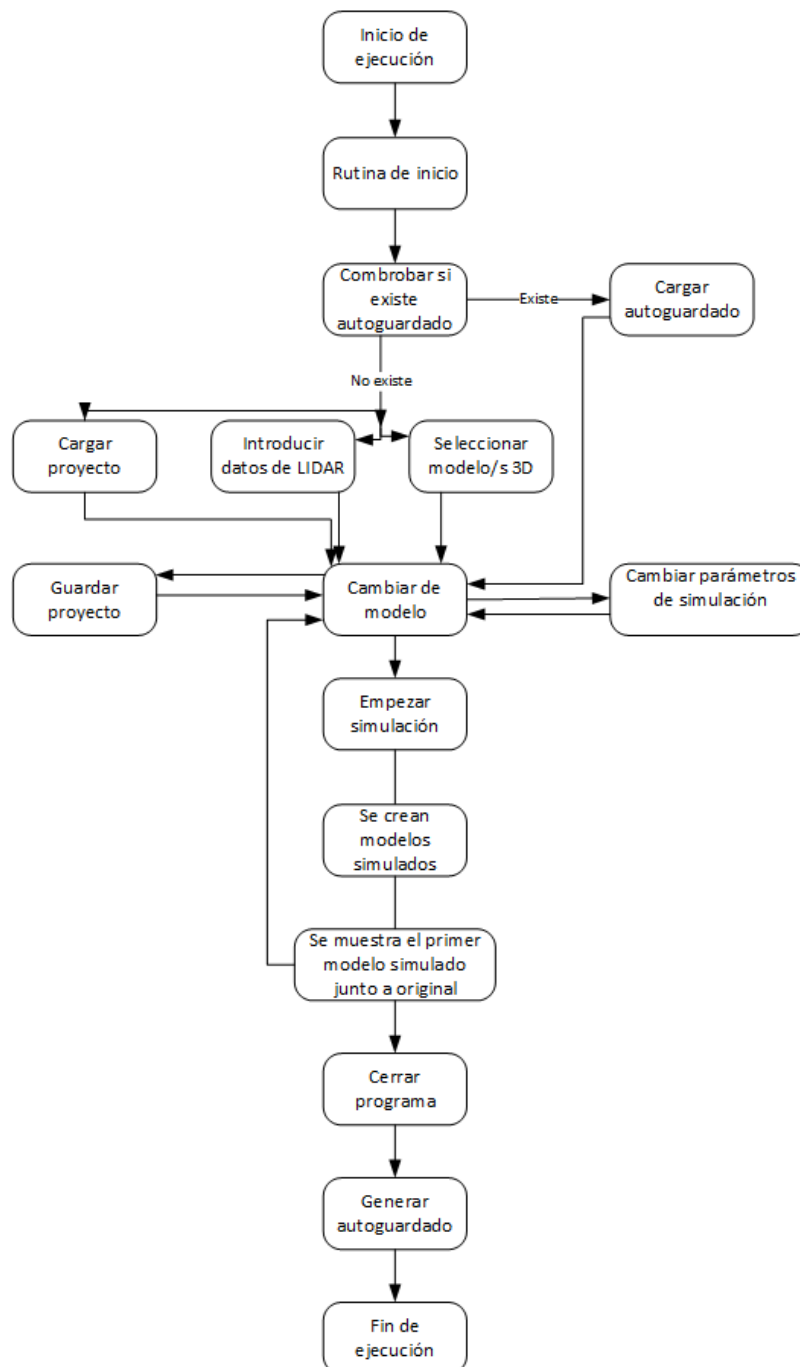 Inicio de
ejecución
Rutina de inicio
Combrobar si
existe
autoguardado
Existe
Cargar
autoguardado
No existe
Cargar
proyecto
Introducir
datos de LIDAR
Seleccionar
modelo/s 3D
Guardar
proyecto
Cambiar de
modelo
Cambiar parámetros
de simulación
Empezar
simulación
Se crean
modelos
simulados
Se muestra el primer
modelo simulado
junto a original
Cerrar
programa
Generar
autoguardado
Fin de
ejecución